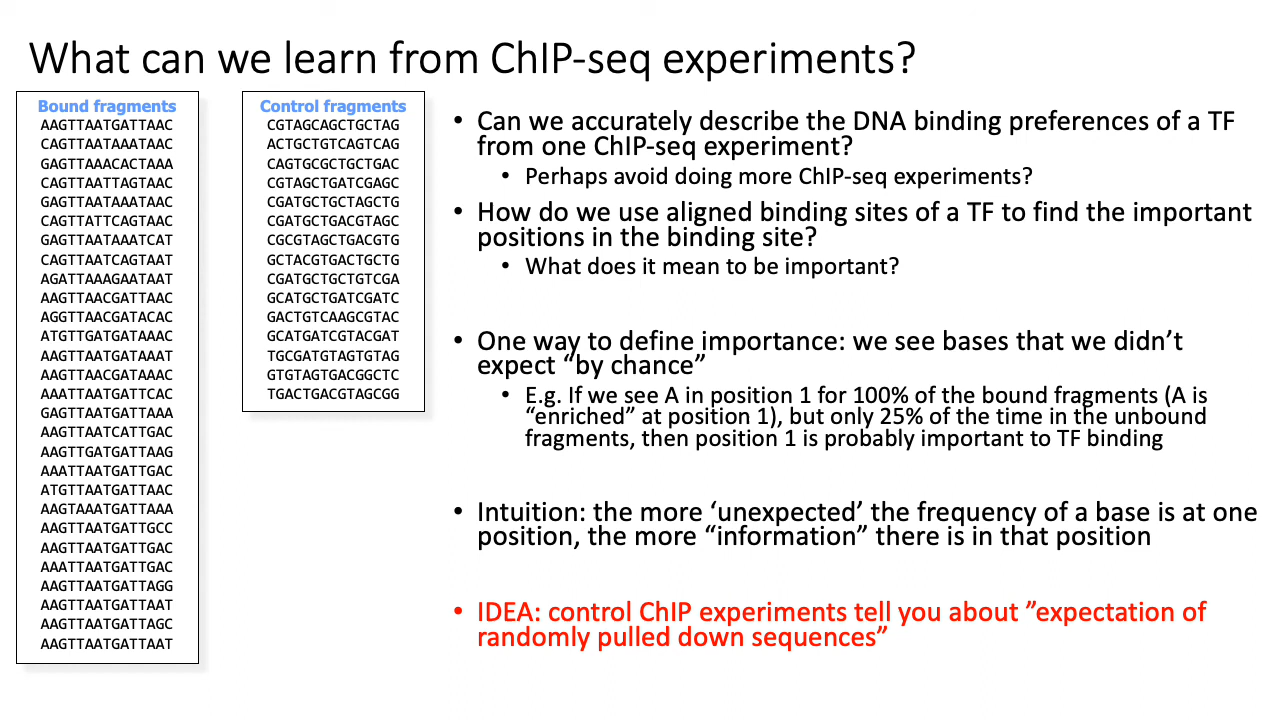 What can we learn from ChIP-seq experiments?
Bound fragments
AAGTTAATGATTAAC
CAGTTAATAAATAAC
GAGTTAAACACTAAA
CAGTTAATTAGTAAC
GAGTTAATAAATAAC
CAGTTATTCAGTAAC
GAGTTAATAAATCAT
CAGTTAATCAGTAAT
AGATTAAAGAATAAT
AAGTTAACGATTAAC
AGGTTAACGATACAC
ATGTTGATGATAAAC
AAGTTAATGATAAAT
AAGTTAACGATAAAC
AAATTAATGATTCAC
GAGTTAATGATTAAA
AAGTTAATCATTGAC
AAGTTGATGATTAAG
AAATTAATGATTGAC
ATGTTAATGATTAAC
AAGTAAATGATTAAA
AAGTTAATGATTGCC
AAGTTAATGATTGAC
AAATTAATGATTGAC
AAGTTAATGATTAGG
AAGTTAATGATTAAT
AAGTTAATGATTAGC
AAGTTAATGATTAAT
Control fragments
CGTAGCAGCTGCTAG
ACTGCTGTCAGTCAG
CAGTGCGCTGCTGAC
CGTAGCTGATCGAGC
CGATGCTGCTAGCTG
CGATGCTGACGTAGC
CGCGTAGCTGACGTG
GCTACGTGACTGCTG
CGATGCTGCTGTCGA
GCATGCTGATCGATC
GACTGTCAAGCGTAC
GCATGATCGTACGAT
TGCGATGTAGTGTAG
GTGTAGTGACGGCTC
TGACTGACGTAGCGG
• Can we accurately describe the DNA binding preferences of a TF
from one ChIP-seq experiment?
• Perhaps avoid doing more ChIP-seq experiments?
• How do we use aligned binding sites of a TF to find the important
positions in the binding site?
• What does it mean to be important?
• One way to define importance: we see bases that we didn’t
expect “by chance”
• E.g. If we see A in position 1 for 100% of the bound fragments (A is
“enriched” at position 1), but only 25% of the time in the unbound
fragments, then position 1 is probably important to TF binding
• Intuition: the more ‘unexpected’ the frequency of a base is at one
position, the more “information” there is in that position
• IDEA: control ChIP experiments tell you about ”expectation of
randomly pulled down sequences”